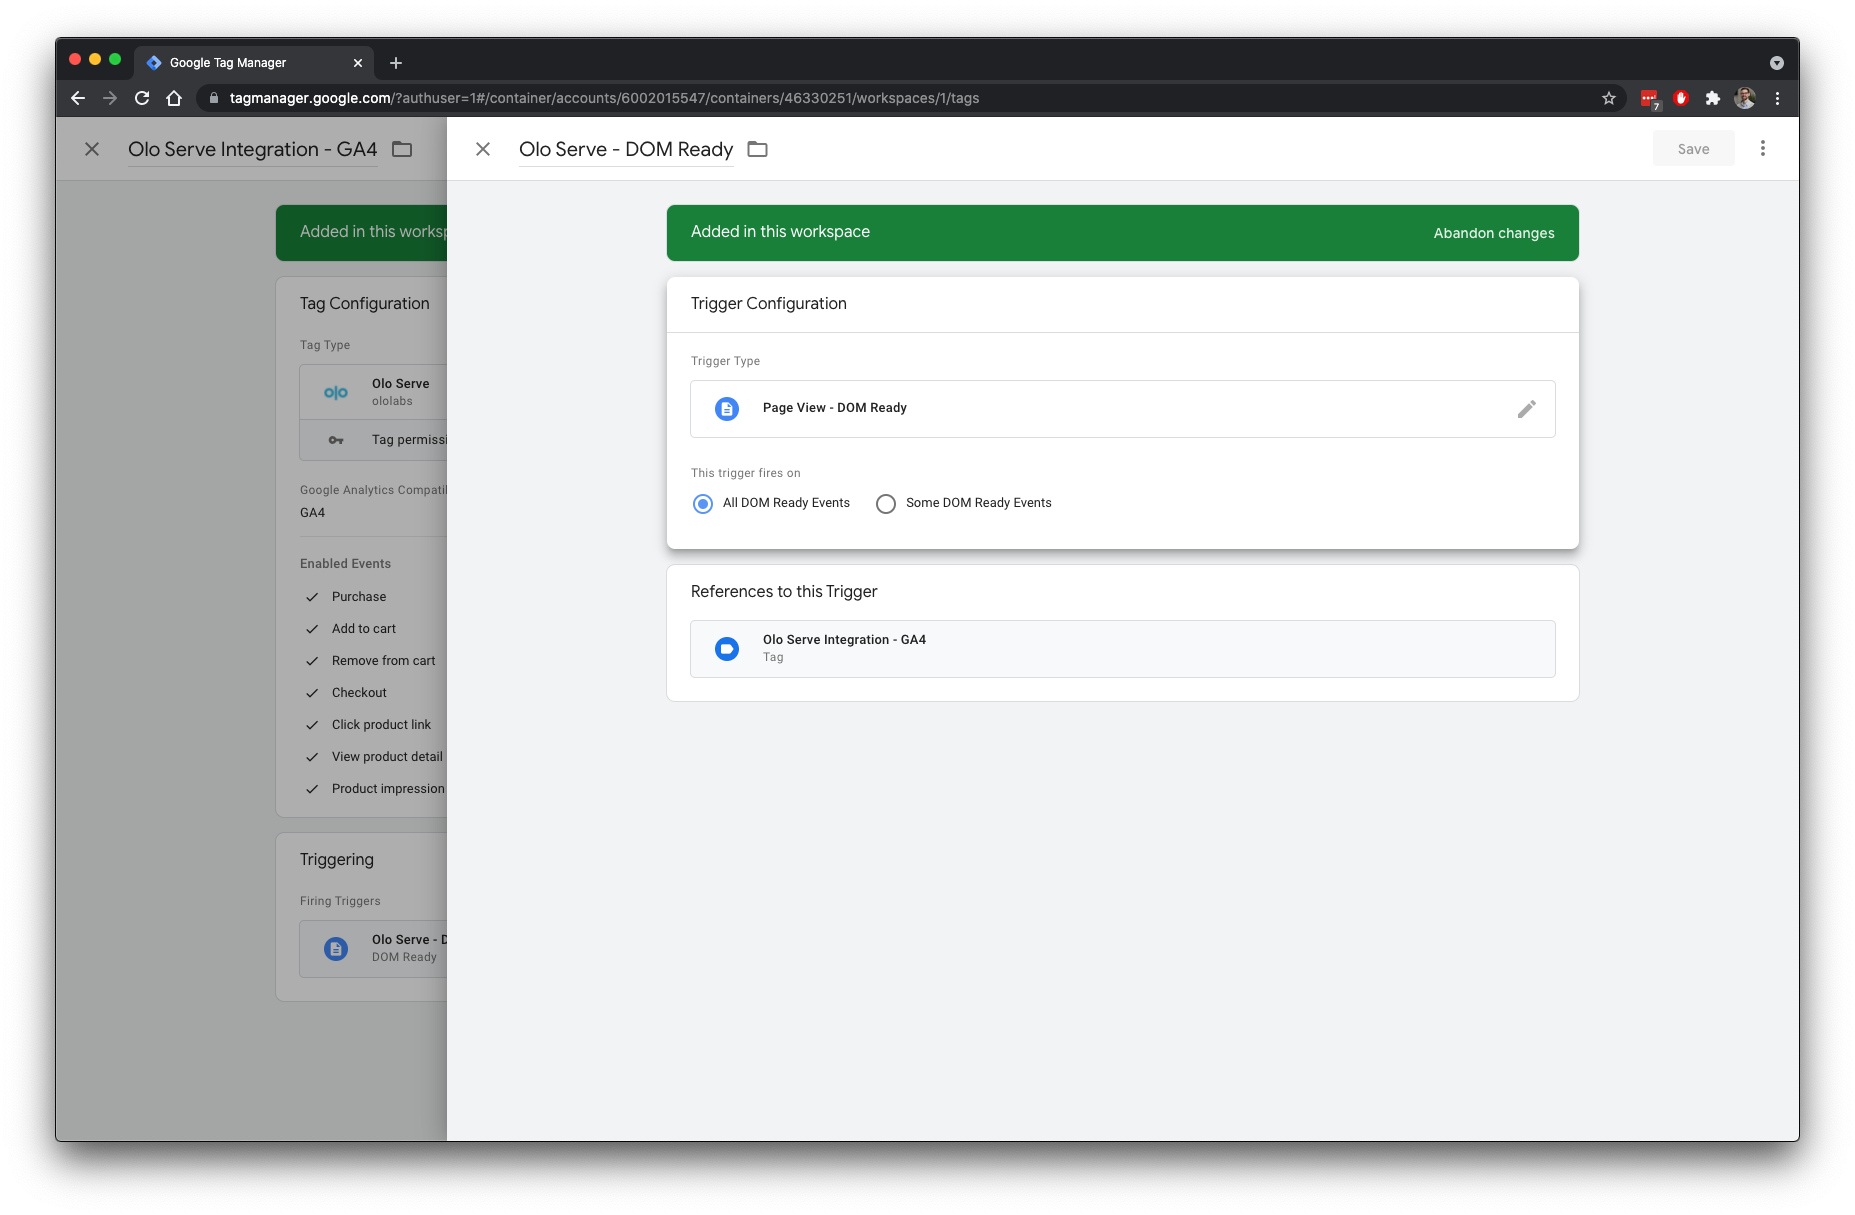 Google Tag Manager
tagmanager.google.com/?authuser=1#/container/accounts/6002015547/containers/46330251/workspaces/1/tags
7
Olo Serve Integration - GA4
Added in this worksp
Tag Configuration
Tag Type
olo
Olo Serve
ololabs
Tag permissi
Google Analytics Compatil
GA4
Enabled Events
Purchase
Add to cart
Remove from cart
Checkout
Click product link
View product detail
Product impression
Triggering
Firing Triggers
Olo Serve - D
DOM Ready
Olo Serve - DOM Ready
Save
Added in this workspace
Abandon changes
Trigger Configuration
Trigger Type
Page View - DOM Ready
This trigger fires on
All DOM Ready Events
Some DOM Ready Events
References to this Trigger
Olo Serve Integration - GA4
Tag